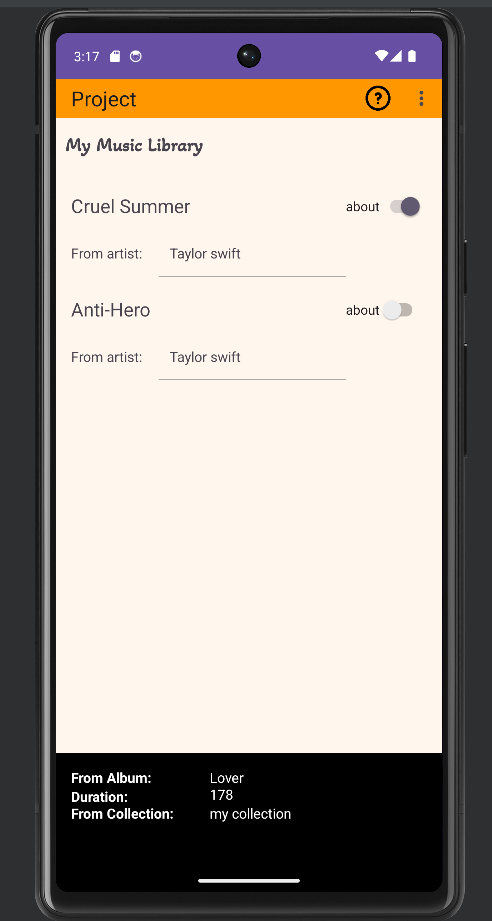 3:17
Project ?
My Music Library
Cruel Summer about
From artist: Taylor swift
Anti-Hero about
From artist: Taylor swift
From Album: Lover
Duration: 178
From Collection: my collection